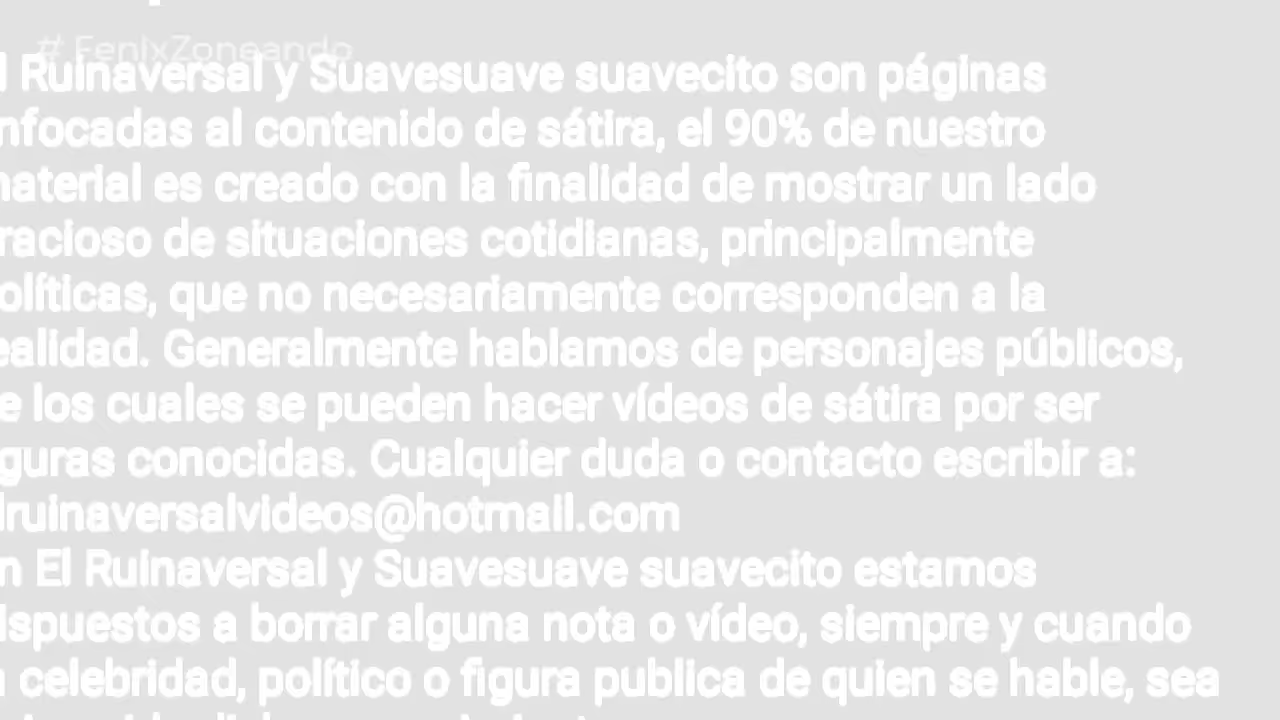 # FenixZoneando
l Ruinaversal y Suavesuave suavecito son páginas
nfocadas al contenido de sátira, el 90% de nuestro
naterial es creado con la finalidad de mostrar un lado
racioso de situaciones cotidianas, principalmente
olíticas, que no necesariamente corresponden a la
ealidad. Generalmente hablamos de personajes públicos,
e los cuales se pueden hacer vídeos de sátira por ser
guras conocidas. Cualquier duda o contacto escribir a:
lruinaversalvideos@hotmail.com
n El Ruinaversal y Suavesuave suavecito estamos
ispuestos a borrar alguna nota o vídeo, siempre y cuando
celebridad, político o figura publica de quien se hable, sea